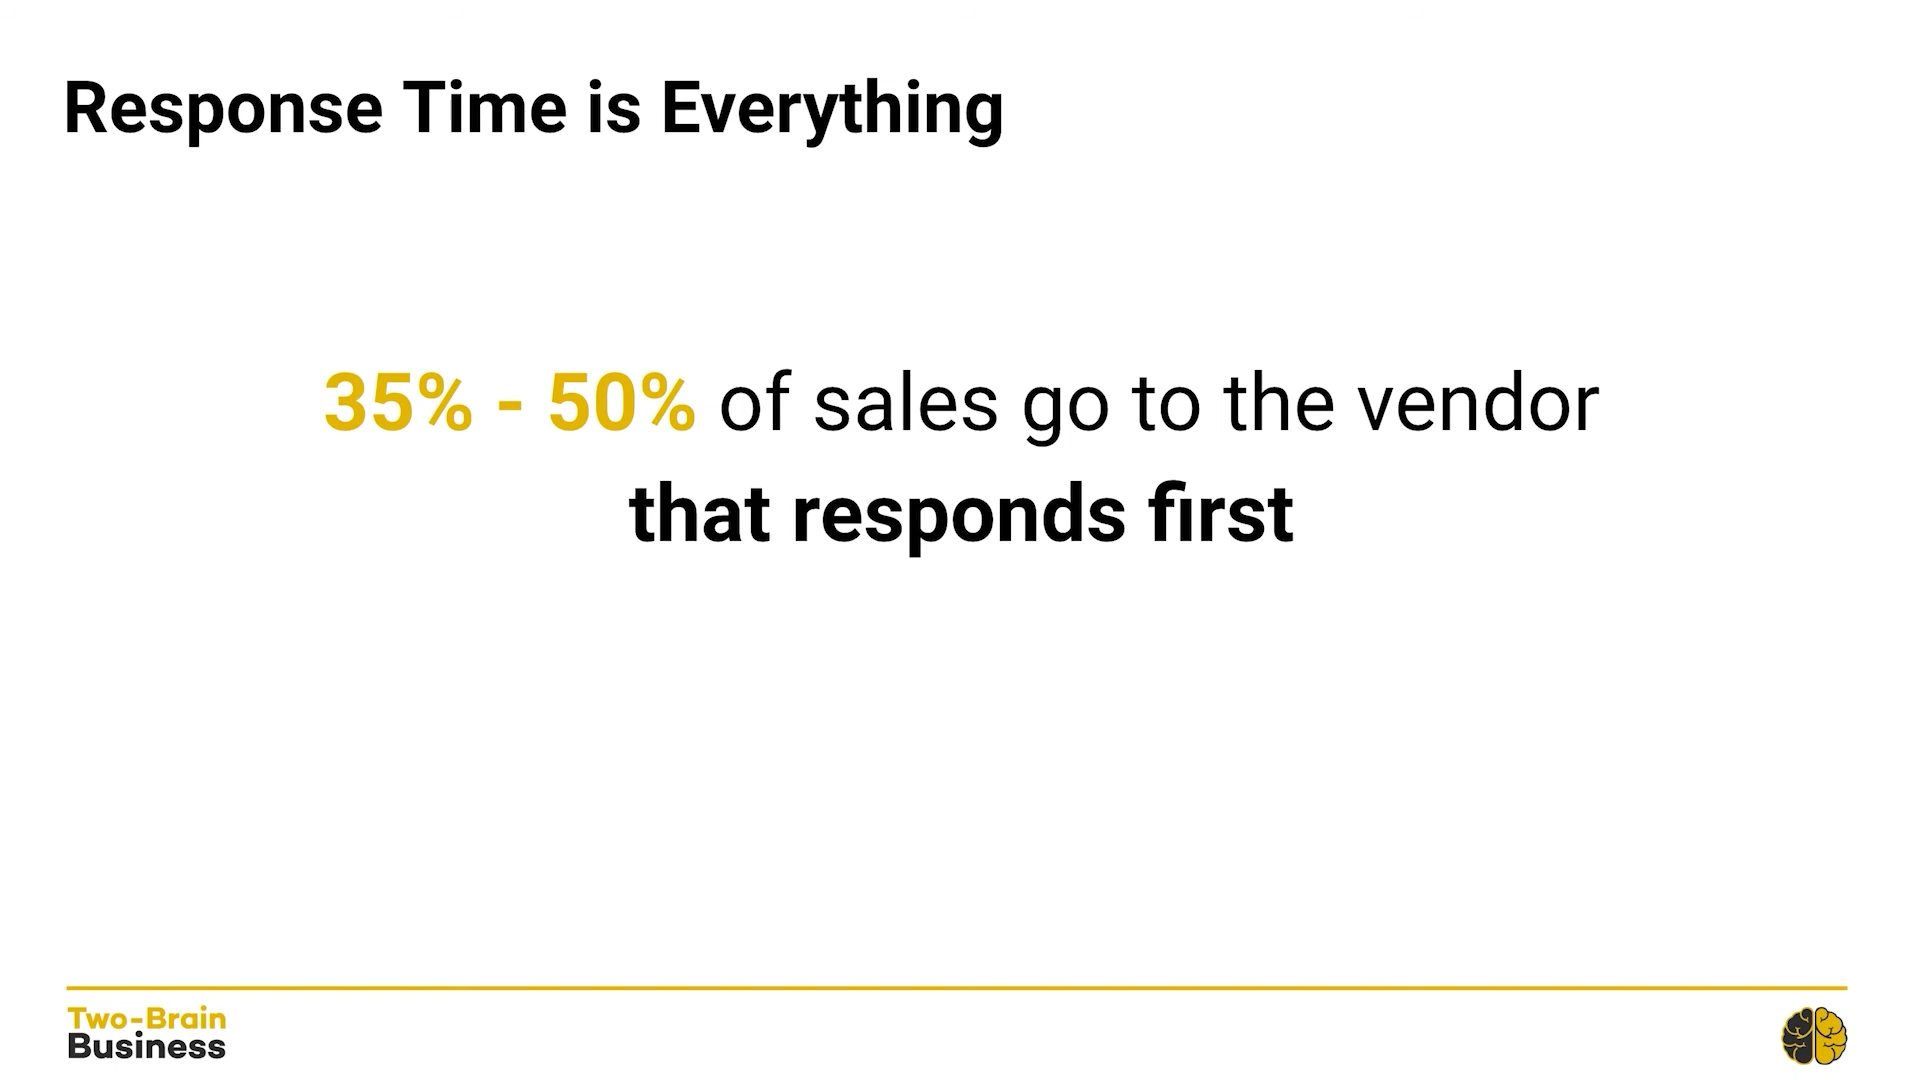 Response Time is Everything
35% - 50% of sales go to the vendor
that responds first
Two-Brain
Business